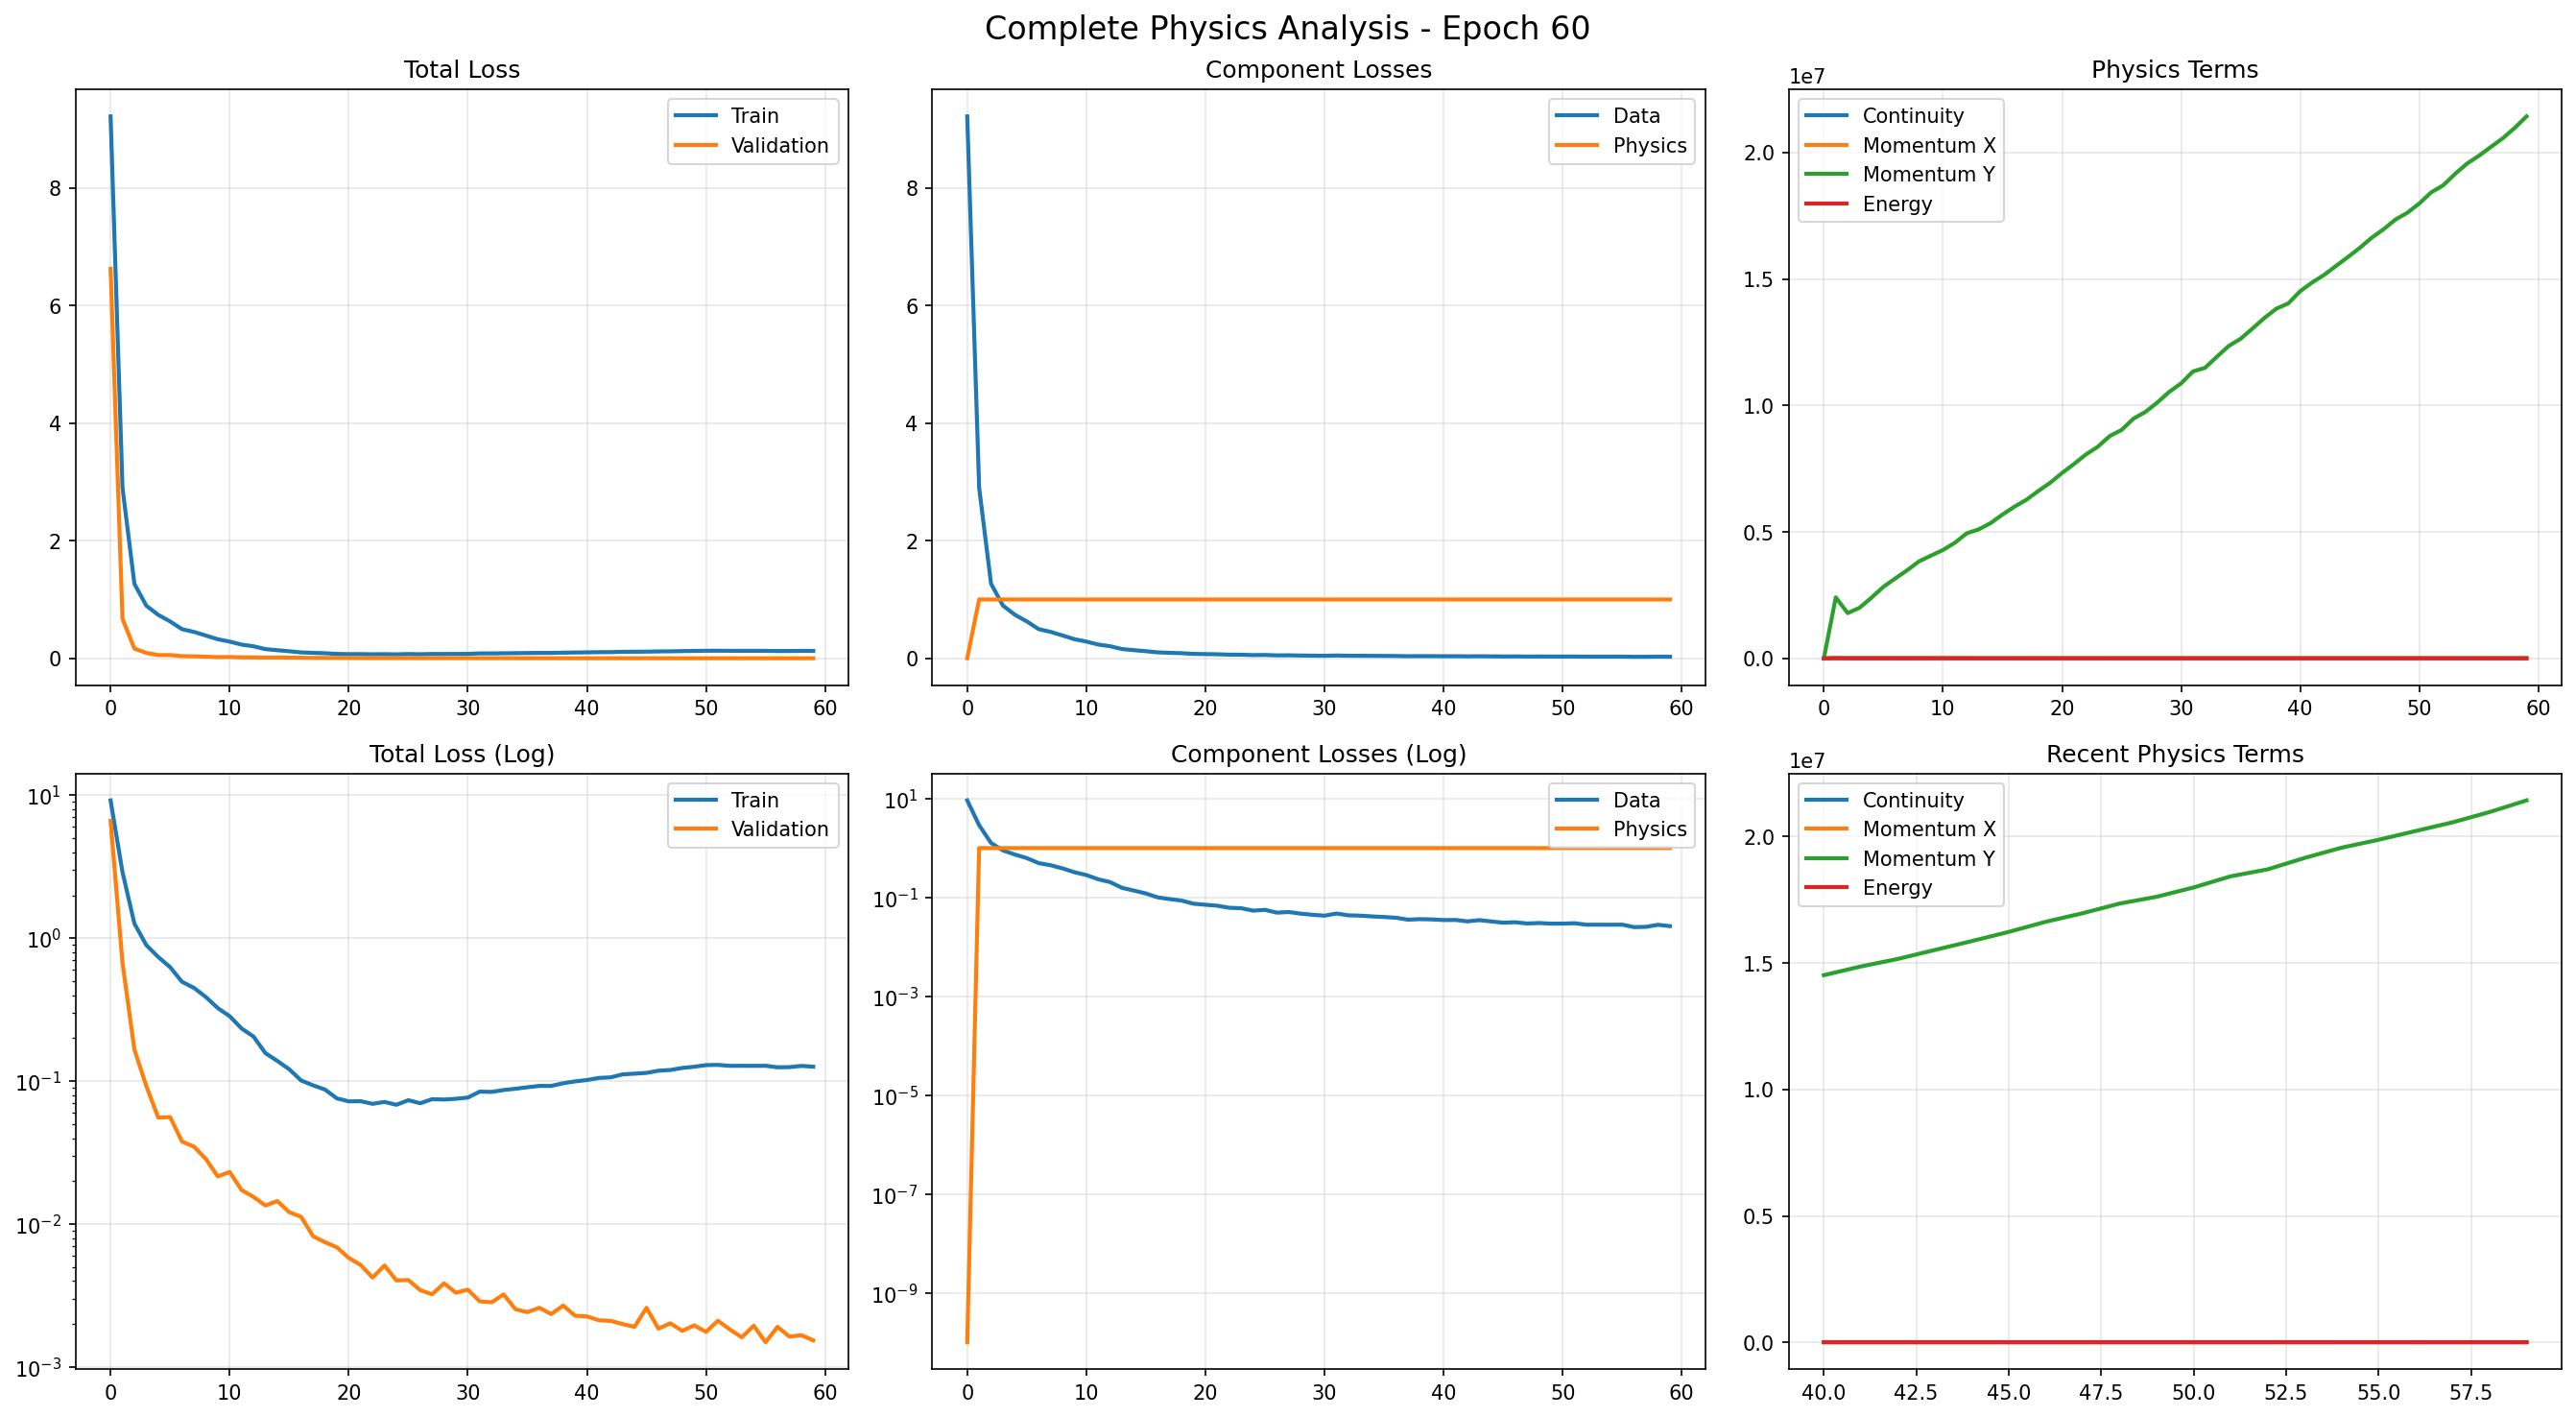 Complete Physics Analysis - Epoch 60
Total Loss
Train
Validation
8
6
4
2
0
0 10 20 30 40 50 60
Component Losses
Data
Physics
8
6
4
2
0
0 10 20 30 40 50 60
Physics Terms
1e7
Continuity
Momentum X
Momentum Y
Energy
2.0
1.5
1.0
0.5
0.0
0 10 20 30 40 50 60
Total Loss (Log)
Train
Validation
10¹
10⁰
10⁻¹
10⁻²
10⁻³
0 10 20 30 40 50 60
Component Losses (Log)
Data
Physics
10¹
10⁻¹
10⁻³
10⁻⁵
10⁻⁷
10⁻⁹
0 10 20 30 40 50 60
Recent Physics Terms
1e7
Continuity
Momentum X
Momentum Y
Energy
2.0
1.5
1.0
0.5
0.0
40.0 42.5 45.0 47.5 50.0 52.5 55.0 57.5